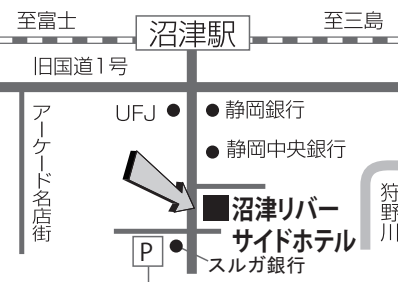 至富士
沼津駅
至三島
旧国道1号
UFJ
静岡銀行
静岡中央銀行
アーケード名店街
沼津リバー
サイドホテル
狩野川
P
スルガ銀行